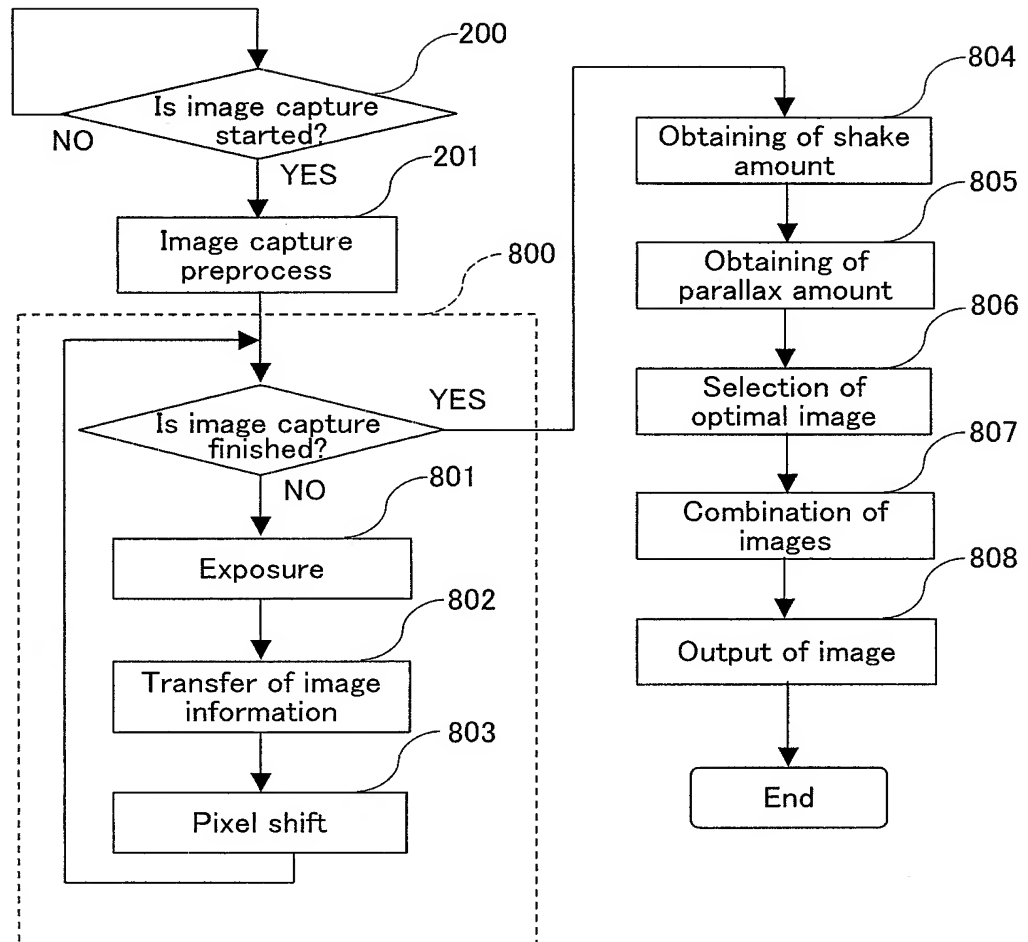 200
Is image capture
started?
NO
YES
201
Image capture
preprocess
800
Is image capture
finished?
YES
NO
801
Exposure
802
Transfer of image
information
803
Pixel shift
804
Obtaining of shake
amount
805
Obtaining of
parallax amount
806
Selection of
optimal image
807
Combination of
images
808
Output of image
End